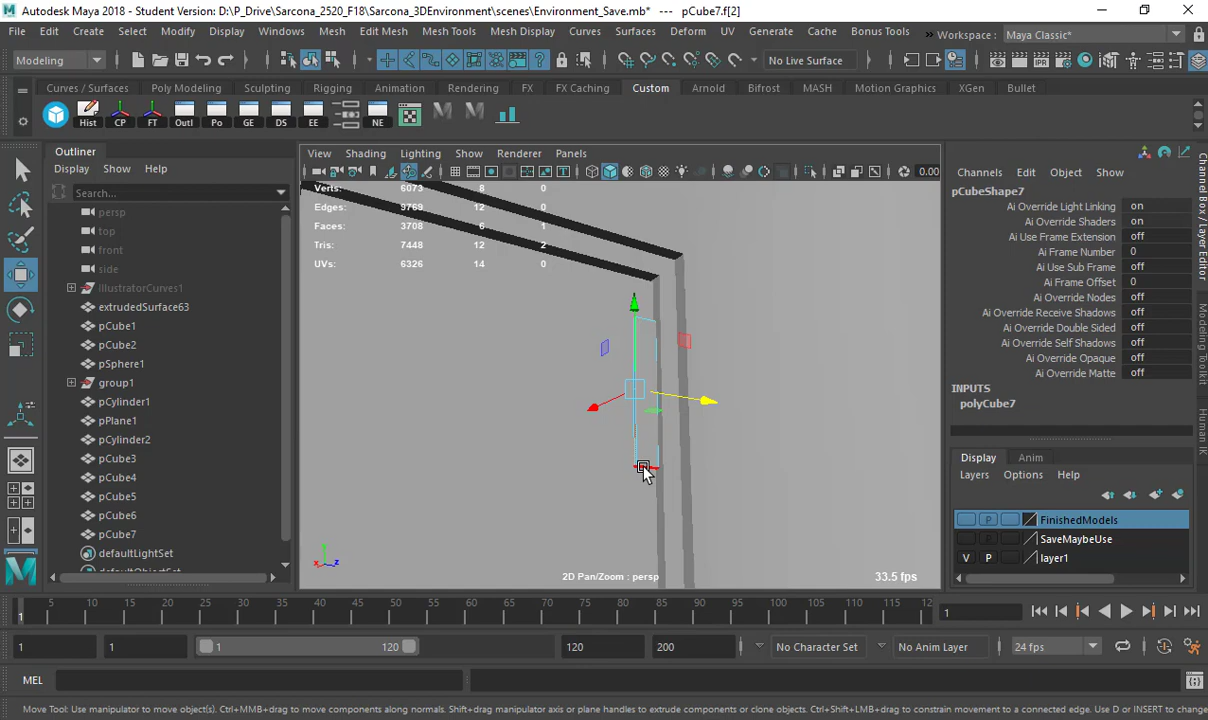 Autodesk Maya 2018 - Student Version: D:\P_Drive\Sarcona_2520_F18\Sarcona_3DEnvironment\scenes\Environment_Save.mb*  ---  pCube7.f[2]
File Edit Create Select Modify Display Windows Mesh Edit Mesh Mesh Tools Mesh Display Curves Surfaces Deform UV Generate Cache Bonus Tools » Workspace : Maya Classic*
Modeling No Live Surface
Curves / Surfaces Poly Modeling Sculpting Rigging Animation Rendering FX FX Caching Custom Arnold Bifrost MASH Motion Graphics XGen Bullet
Hist CP FT Outl Po GE DS EE NE
Outliner
Display Show Help
Search...
persp
top
front
side
IllustratorCurves1
extrudedSurface63
pCube1
pCube2
pSphere1
group1
pCylinder1
pPlane1
pCylinder2
pCube3
pCube4
pCube5
pCube6
pCube7
defaultLightSet
defaultObjectSet
View Shading Lighting Show Renderer Panels
0.00
Verts: 6073 8 0
Edges: 9769 12 0
Faces: 3708 6 1
Tris: 7448 12 2
UVs: 6326 14 0
x z
2D Pan/Zoom : persp 33.5 fps
Channels Edit Object Show
pCubeShape7
Ai Override Light Linking on
Ai Override Shaders on
Ai Use Frame Extension off
Ai Frame Number 0
Ai Use Sub Frame off
Ai Frame Offset 0
Ai Override Nodes off
Ai Override Receive Shadows off
Ai Override Double Sided off
Ai Override Self Shadows off
Ai Override Opaque off
Ai Override Matte off
INPUTS
polyCube7
Display Anim
Layers Options Help
P FinishedModels
P SaveMaybeUse
V P layer1
Channel Box / Layer Editor
Modeling Toolkit
Human IK
5 10 15 20 25 30 35 40 45 50 55 60 65 70 75 80 85 90 95 100 105 110 115 12
1 1
1 1 1 120 120 200 No Character Set No Anim Layer 24 fps
MEL
Move Tool: Use manipulator to move object(s). Ctrl+MMB+drag to move components along normals. Shift+drag manipulator axis or plane handles to extrude components or clone objects. Ctrl+Shift+LMB+drag to constrain movement to a connected edge. Use D or INSERT to change